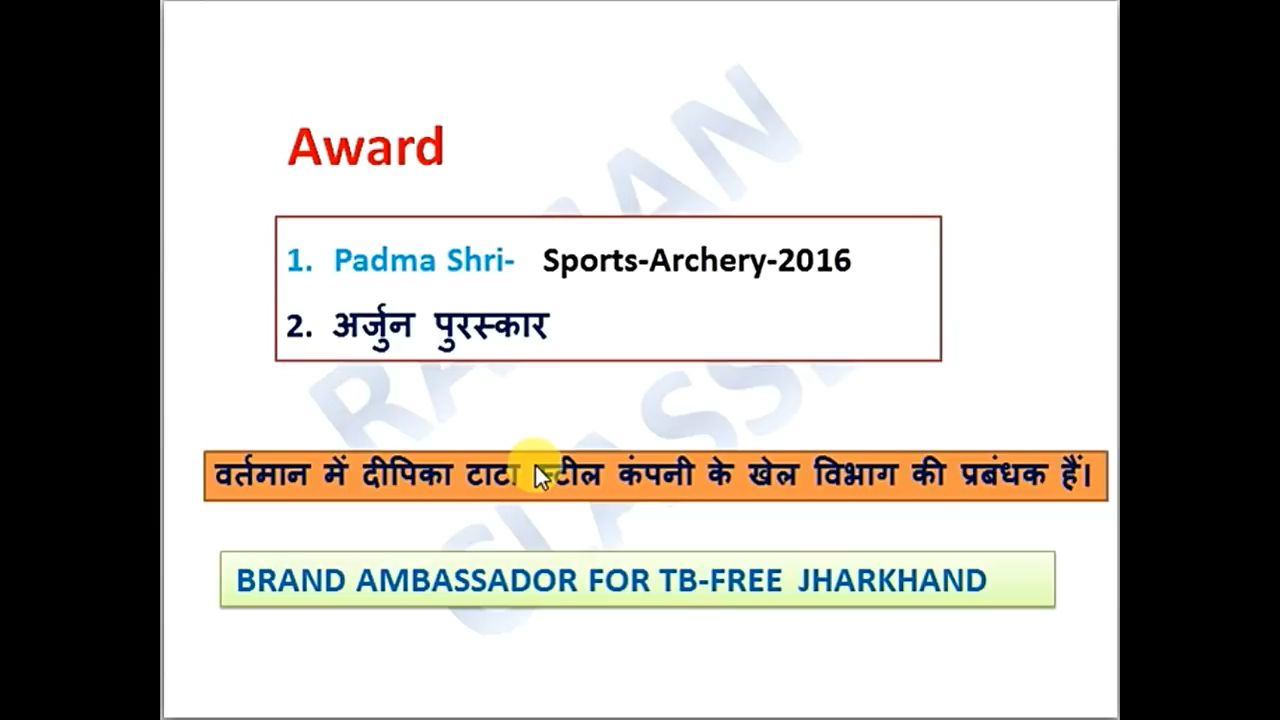 Award
1. Padma Shri- Sports-Archery-2016
2. अर्जुन पुरस्कार
वर्तमान में दीपिका टाटा स्टील कंपनी के खेल विभाग की प्रबंधक हैं।
BRAND AMBASSADOR FOR TB-FREE JHARKHAND